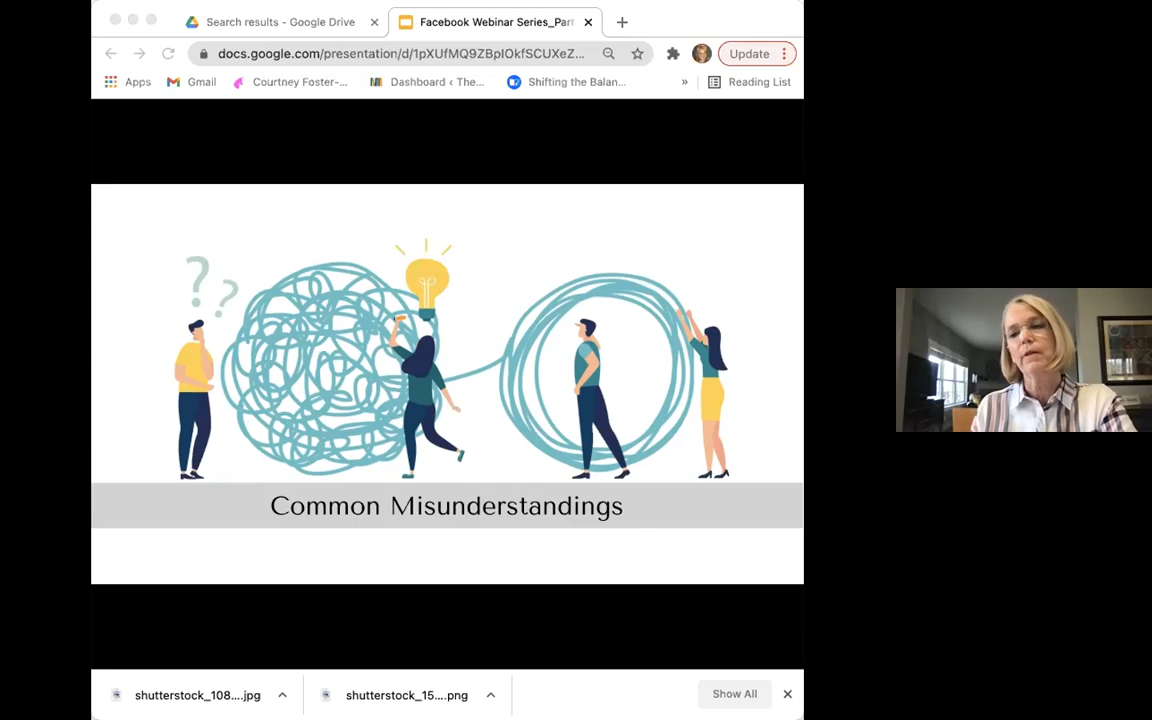 Search results - Google Drive
Facebook Webinar Series_Part
docs.google.com/presentation/d/1pXUfMQ9ZBpIOkfSCUXeZ...
Update
Apps
Gmail
Courtney Foster-...
Dashboard ‹ The...
Shifting the Balan...
»
Reading List
? ?
Common Misunderstandings
shutterstock_108....jpg
shutterstock_15....png
Show All